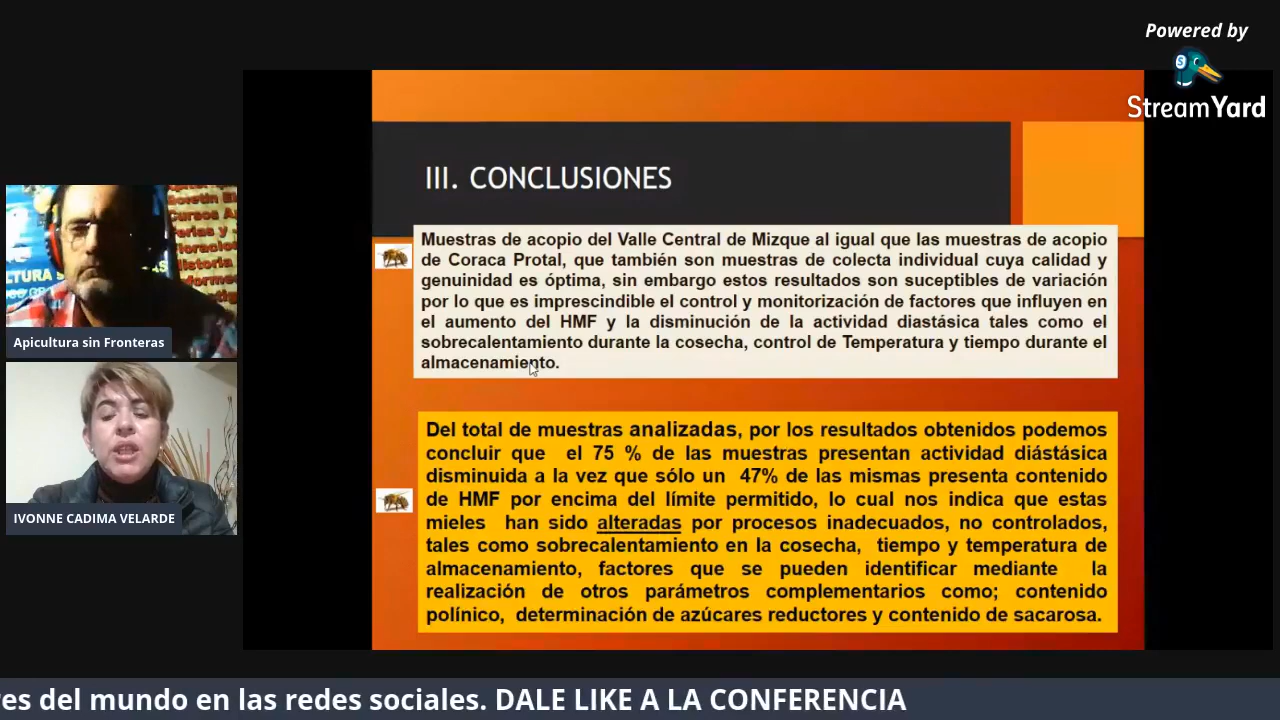 Powered by
StreamYard
III. CONCLUSIONES
Muestras de acopio del Valle Central de Mizque al igual que las muestras de acopio
de Coraca Protal, que también son muestras de colecta individual cuya calidad y
genuinidad es óptima, sin embargo estos resultados son suceptibles de variación
por lo que es imprescindible el control y monitorización de factores que influyen en
el aumento del HMF y la disminución de la actividad diastásica tales como el
sobrecalentamiento durante la cosecha, control de Temperatura y tiempo durante el
almacenamiento.
Del total de muestras analizadas, por los resultados obtenidos podemos
concluir que el 75 % de las muestras presentan actividad diástásica
disminuida a la vez que sólo un 47% de las mismas presenta contenido
de HMF por encima del límite permitido, lo cual nos indica que estas
mieles han sido alteradas por procesos inadecuados, no controlados,
tales como sobrecalentamiento en la cosecha, tiempo y temperatura de
almacenamiento, factores que se pueden identificar mediante la
realización de otros parámetros complementarios como; contenido
polínico, determinación de azúcares reductores y contenido de sacarosa.
Apicultura sin Fronteras
IVONNE CADIMA VELARDE
res del mundo en las redes sociales. DALE LIKE A LA CONFERENCIA